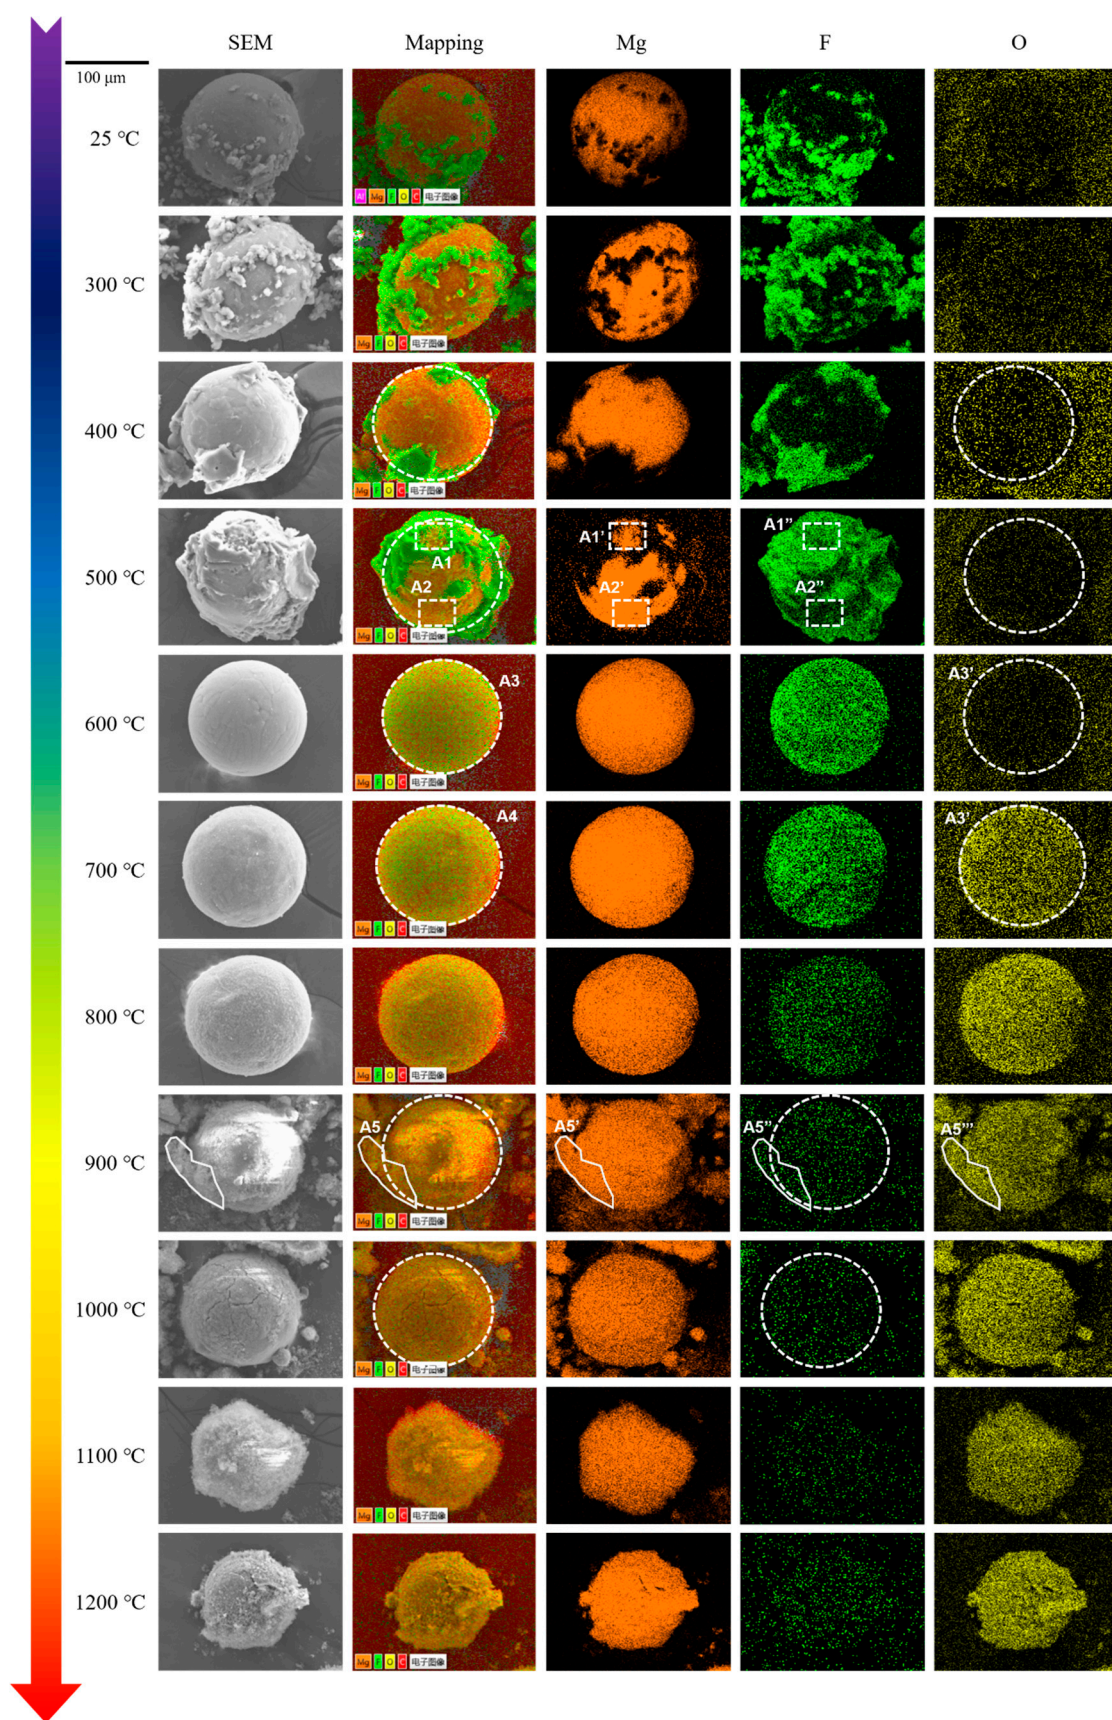 SEM Mapping Mg F O
100 μm
25 ℃
Al Mg F O C 电子图像
300 ℃
Mg F O C 电子图像
400 ℃
Mg F O C 电子图像
500 ℃
A1 A1’ A1’’
A2 A2’ A2’’
Mg F O C 电子图像
600 ℃
A3 A3’
Mg F O C 电子图像
700 ℃
A4 A3’
Mg F O C 电子图像
800 ℃
Mg F O C 电子图像
900 ℃
A5 A5’ A5’’ A5’’’
Mg F O C 电子图像
1000 ℃
Mg F O C 电子图像
1100 ℃
Mg F O C 电子图像
1200 ℃
Mg F O C 电子图像